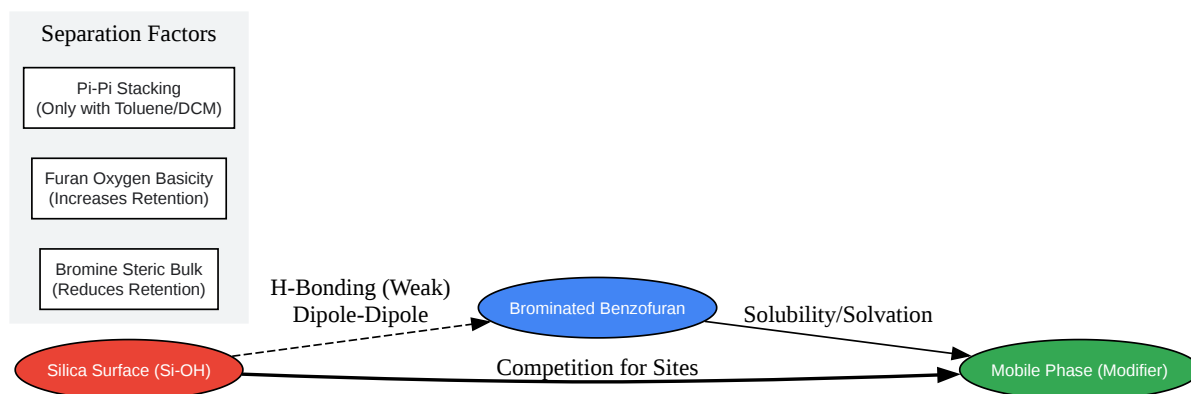 Separation Factors
Pi-Pi Stacking
(Only with Toluene/DCM)
Furan Oxygen Basicity
(Increases Retention)
Bromine Steric Bulk
(Reduces Retention)
H-Bonding (Weak)
Dipole-Dipole
Brominated Benzofuran
Solubility/Solvation
Silica Surface (Si-OH)
Competition for Sites
Mobile Phase (Modifier)